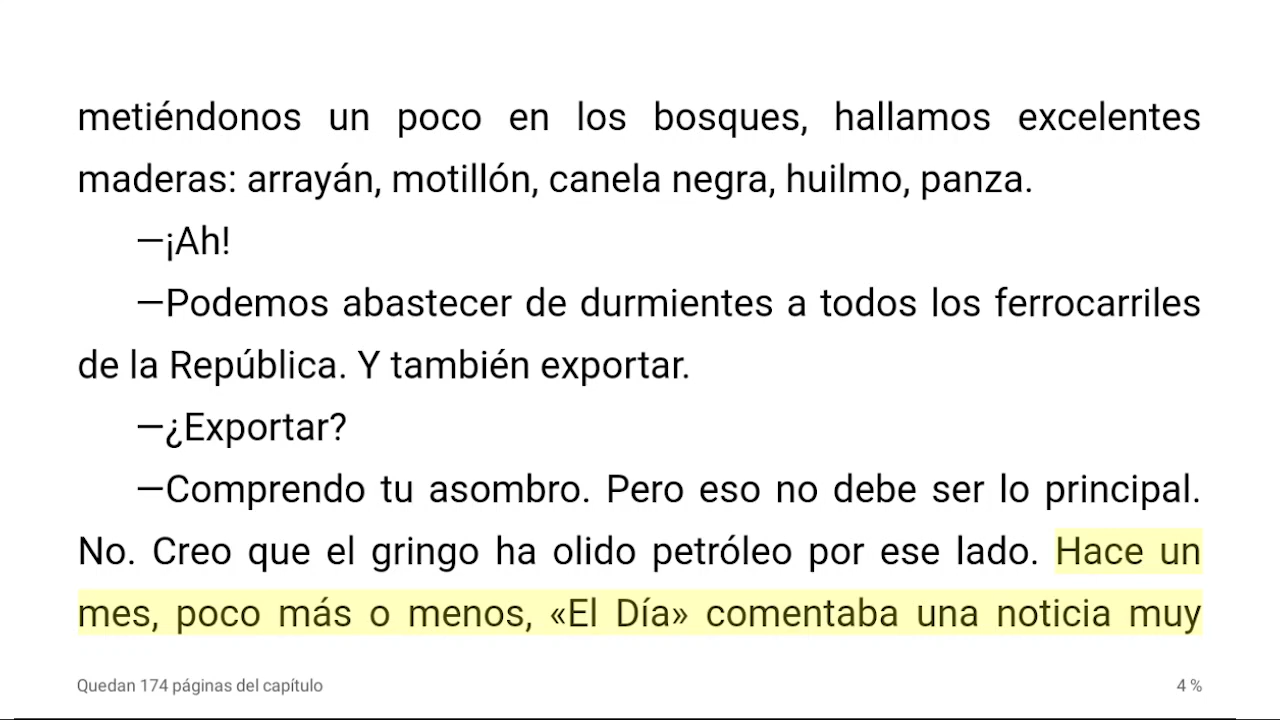 metiéndonos un poco en los bosques, hallamos excelentes
maderas: arrayán, motillón, canela negra, huilmo, panza.
—¡Ah!
—Podemos abastecer de durmientes a todos los ferrocarriles
de la República. Y también exportar.
—¿Exportar?
—Comprendo tu asombro. Pero eso no debe ser lo principal.
No. Creo que el gringo ha olido petróleo por ese lado. Hace un
mes, poco más o menos, «El Día» comentaba una noticia muy
Quedan 174 páginas del capítulo
4 %